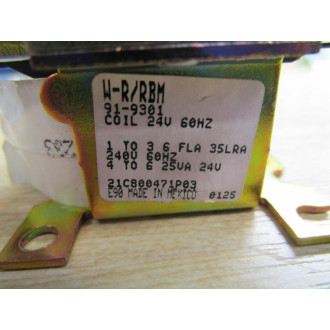 W-R/RBM
91-9301
COIL 24V 60HZ
1 TO 3 6 FLA 35LRA
240V 60HZ
4 TO 6 25VA 24V
21C800471P03
E90 MADE IN MEXICO 0125